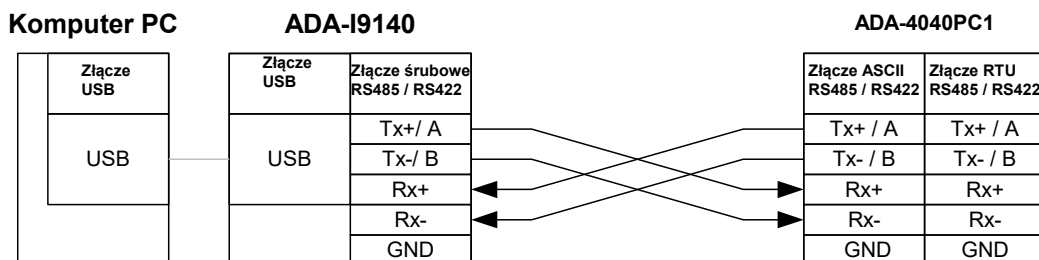 Komputer PC
ADA-I9140
ADA-4040PC1
Złącze
USB
Złącze
USB
Złącze śrubowe
RS485 / RS422
Złącze ASCII
RS485 / RS422
Złącze RTU
RS485 / RS422
USB
USB
Tx+/ A
Tx-/ B
Rx+
Rx-
GND
Tx+ / A
Tx+ / A
Tx- / B
Tx- / B
Rx+
Rx+
Rx-
Rx-
GND
GND